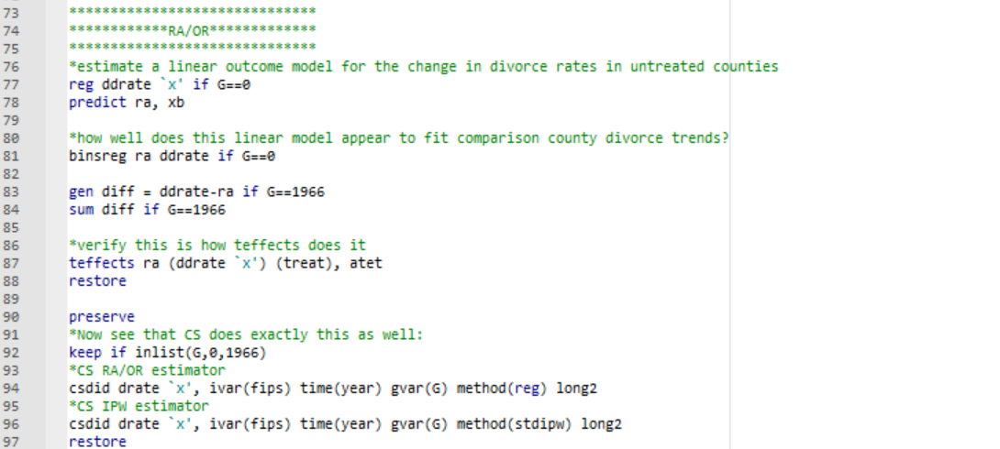 73 ******************************
74 ************RA/OR*************
75 ******************************
76 *estimate a linear outcome model for the change in divorce rates in untreated counties
77 reg ddrate `x' if G==0
78 predict ra, xb
79
80 *how well does this linear model appear to fit comparison county divorce trends?
81 binsreg ra ddrate if G==0
82
83 gen diff = ddrate-ra if G==1966
84 sum diff if G==1966
85
86 *verify this is how teffects does it
87 teffects ra (ddrate `x') (treat), atet
88 restore
89
90 preserve
91 *Now see that CS does exactly this as well:
92 keep if inlist(G,0,1966)
93 *CS RA/OR estimator
94 csdid drate `x', ivar(fips) time(year) gvar(G) method(reg) long2
95 *CS IPW estimator
96 csdid drate `x', ivar(fips) time(year) gvar(G) method(stdipw) long2
97 restore